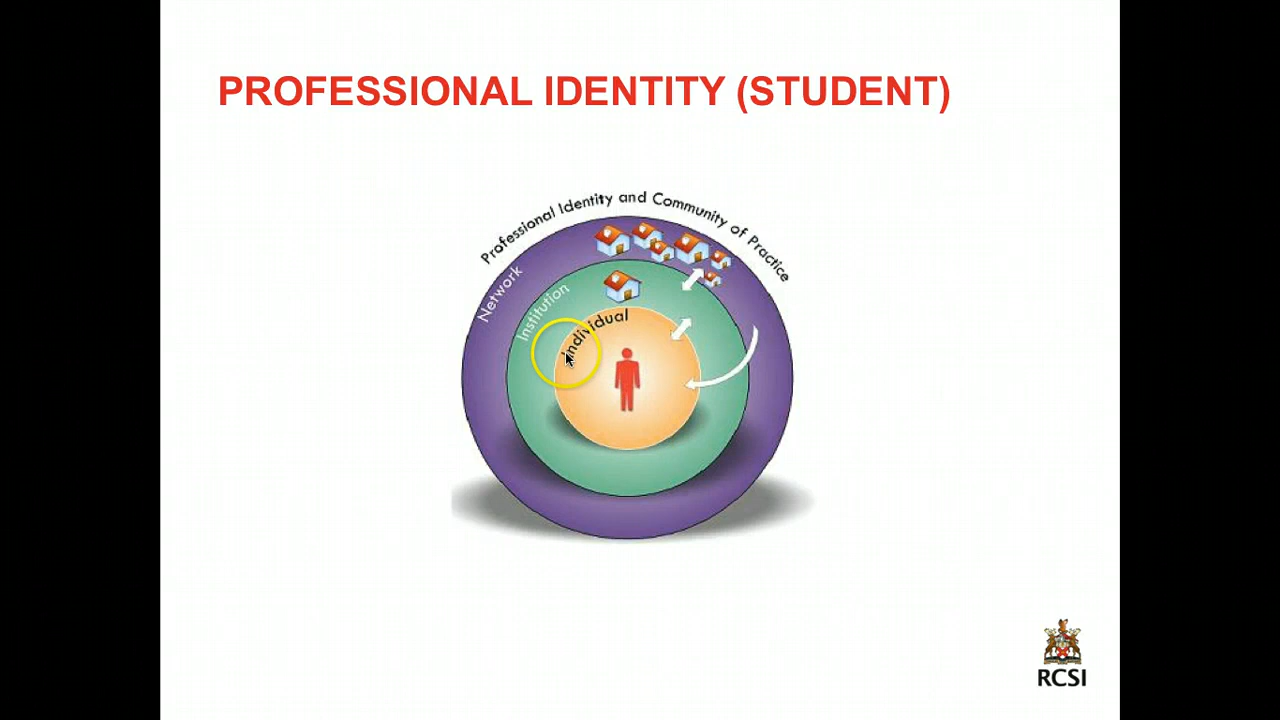 PROFESSIONAL IDENTITY (STUDENT)
Professional Identity and Community of Practice
Network
Institution
individual
RCSI